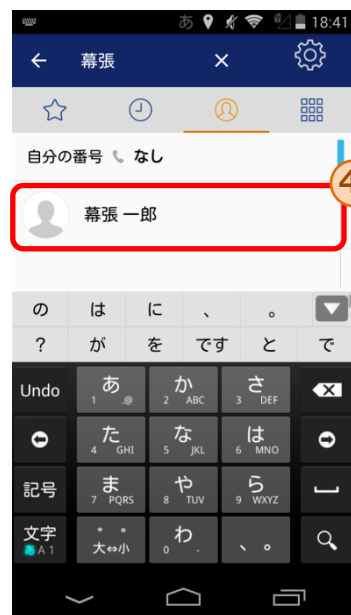 あ 18:41
幕張 ×
自分の番号 なし
4
幕張 一郎
の は に 、 。
? が を です と で
Undo あ 1 .@ か 2 ABC さ 3 DEF
た 4 GHI な 5 JKL は 6 MNO
記号 ま 7 PQRS や 8 TUV ら 9 WXYZ
文字 あA1 ゛゜大⇔小 わ 0 - 、。